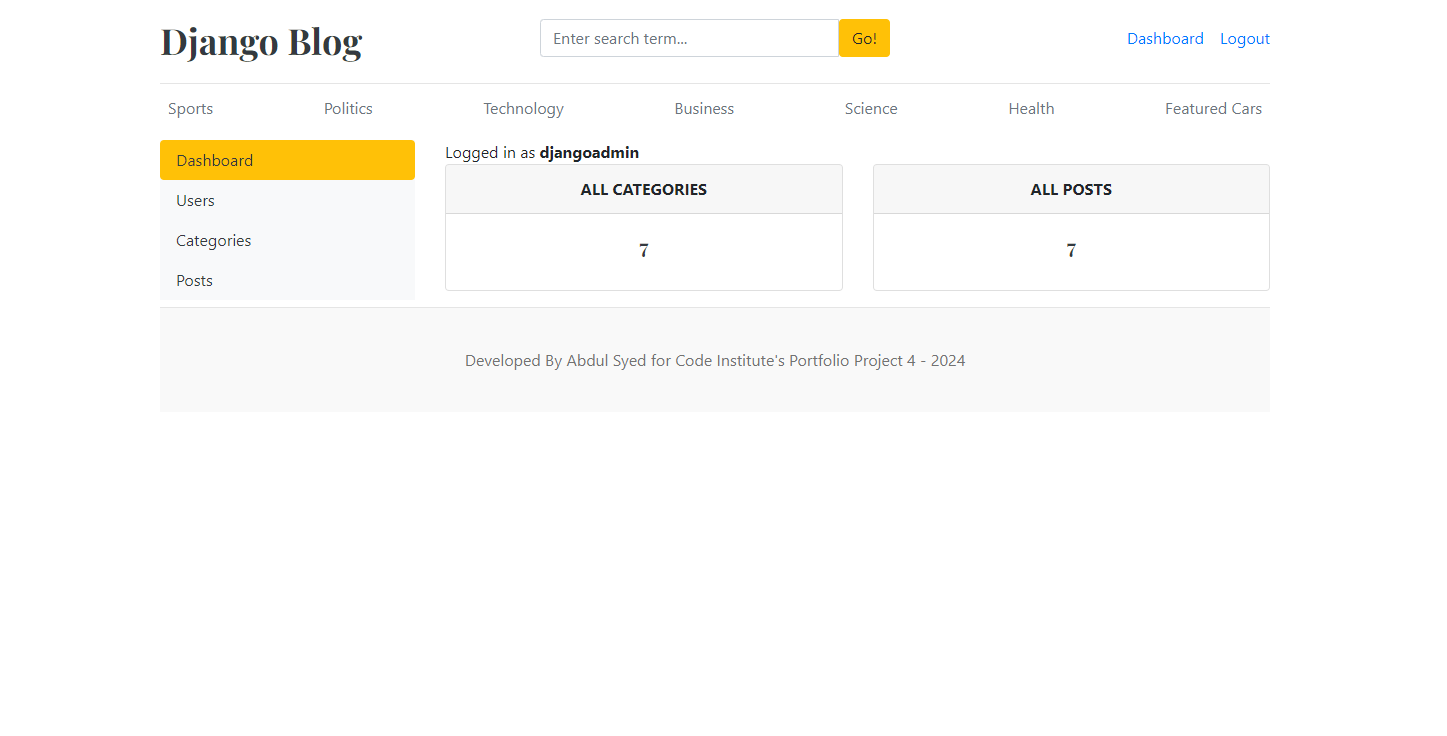 Django Blog
Enter search term...
Go!
Dashboard Logout
Sports Politics Technology Business Science Health Featured Cars
Dashboard
Users
Categories
Posts
Logged in as djangoadmin
ALL CATEGORIES
7
ALL POSTS
7
Developed By Abdul Syed for Code Institute's Portfolio Project 4 - 2024